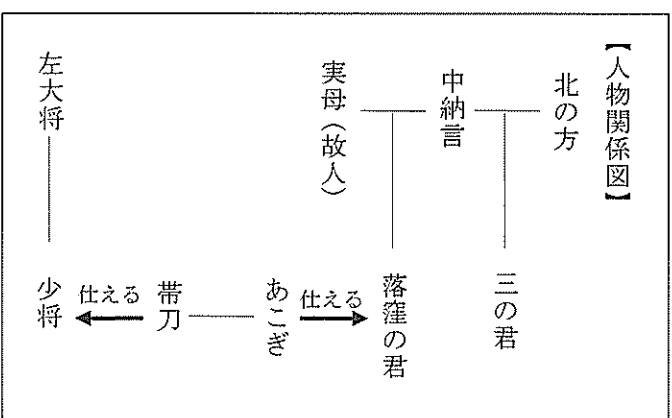 【人物関係図】
北の方
中納言
実母（故人）
左大将
三の君
落窪の君
仕える
あこぎ
帯刀
仕える
少将